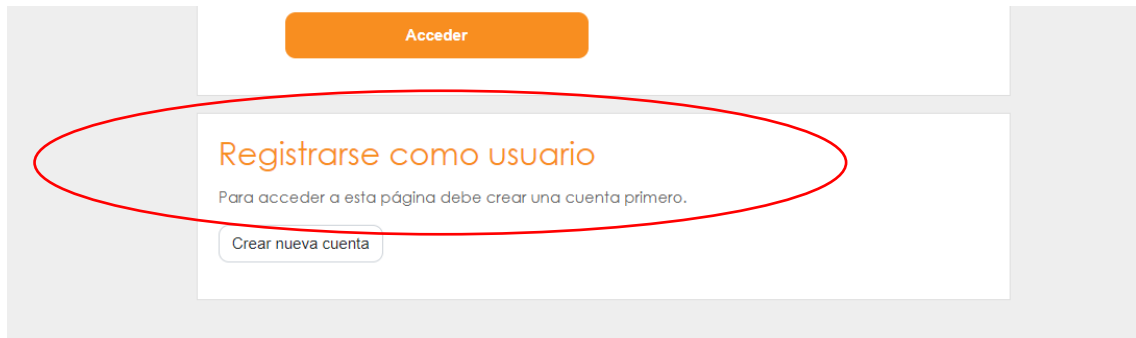 Acceder
Registrarse como usuario
Para acceder a esta página debe crear una cuenta primero.
Crear nueva cuenta